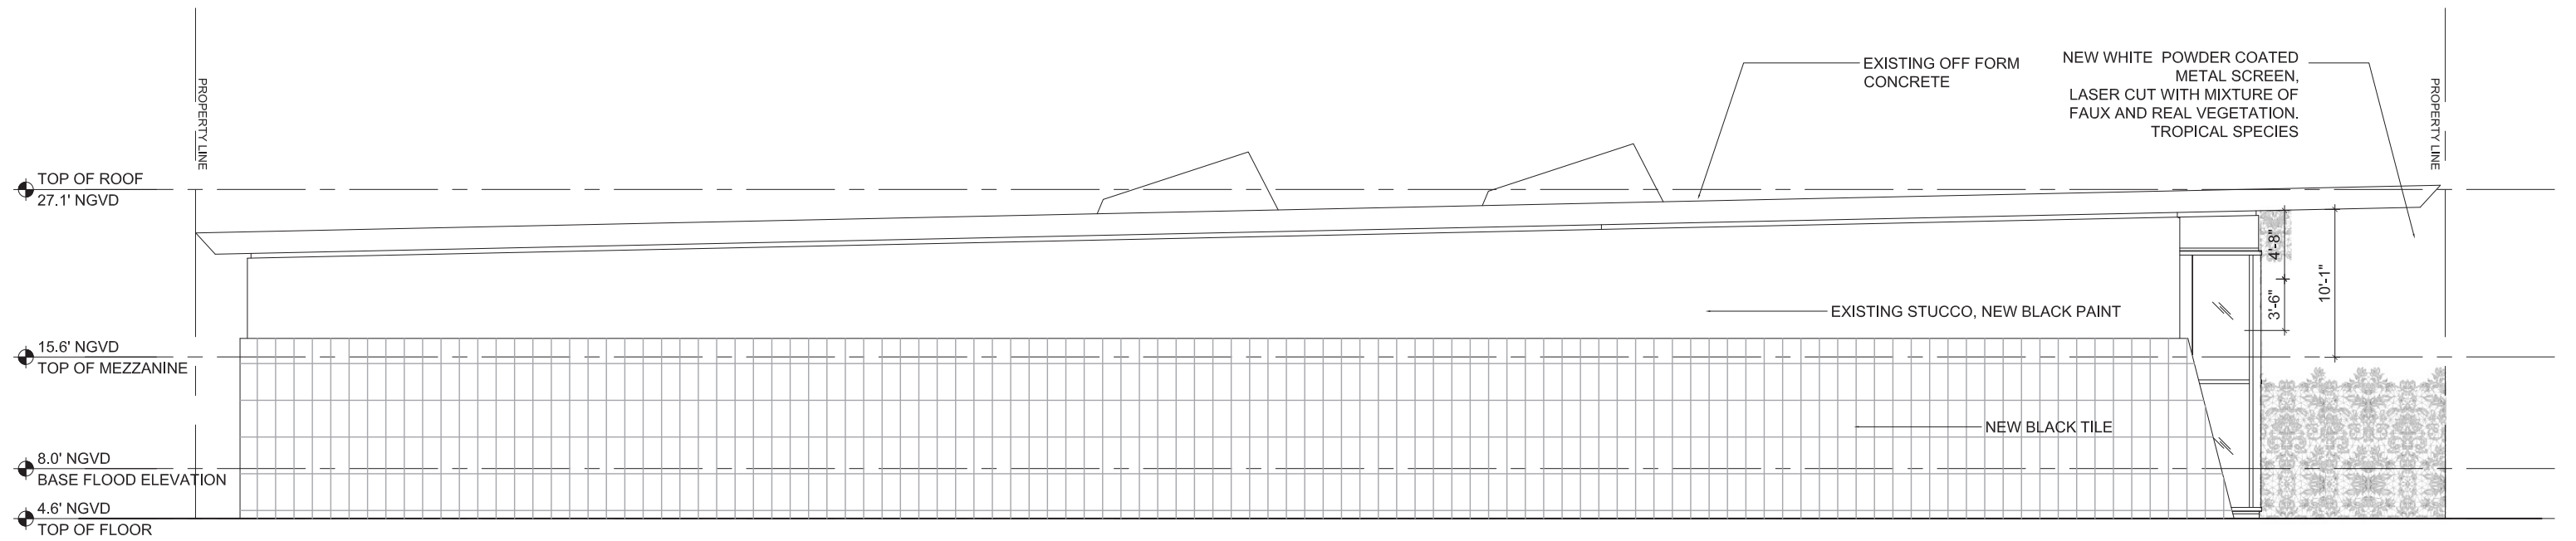 PROPERTY LINE
EXISTING OFF FORM
CONCRETE
NEW WHITE  POWDER COATED
METAL SCREEN,
LASER CUT WITH MIXTURE OF
FAUX AND REAL VEGETATION.
TROPICAL SPECIES
PROPERTY LINE
TOP OF ROOF
27.1' NGVD
4'-8"
3'-6"
10'-1"
EXISTING STUCCO, NEW BLACK PAINT
15.6' NGVD
TOP OF MEZZANINE
NEW BLACK TILE
8.0' NGVD
BASE FLOOD ELEVATION
4.6' NGVD
TOP OF FLOOR